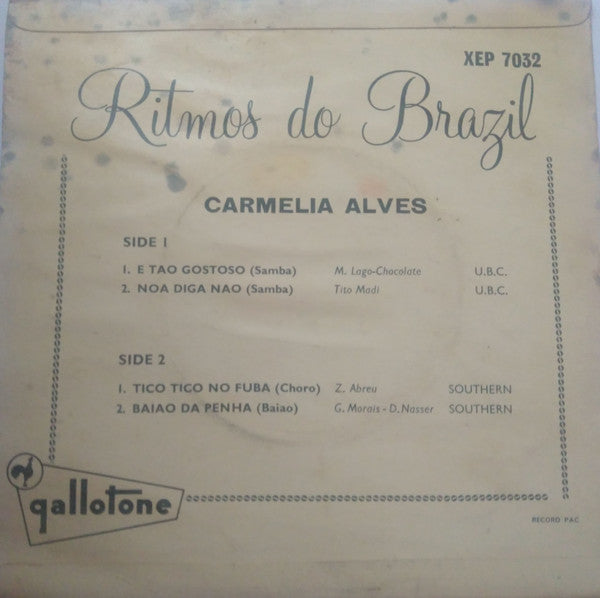 XEP 7032
Ritmos do Brazil
CARMELIA ALVES
SIDE I
1. E TAO GOSTOSO (Samba) M. Lago-Chocolate U.B.C.
2. NOA DIGA NAO (Samba) Tito Madi U.B.C.
SIDE 2
1. TICO TICO NO FUBA (Choro) Z. Abreu SOUTHERN
2. BAIAO DA PENHA (Baiao) G. Morais - D. Nasser SOUTHERN
gallotone
RECORD PAC